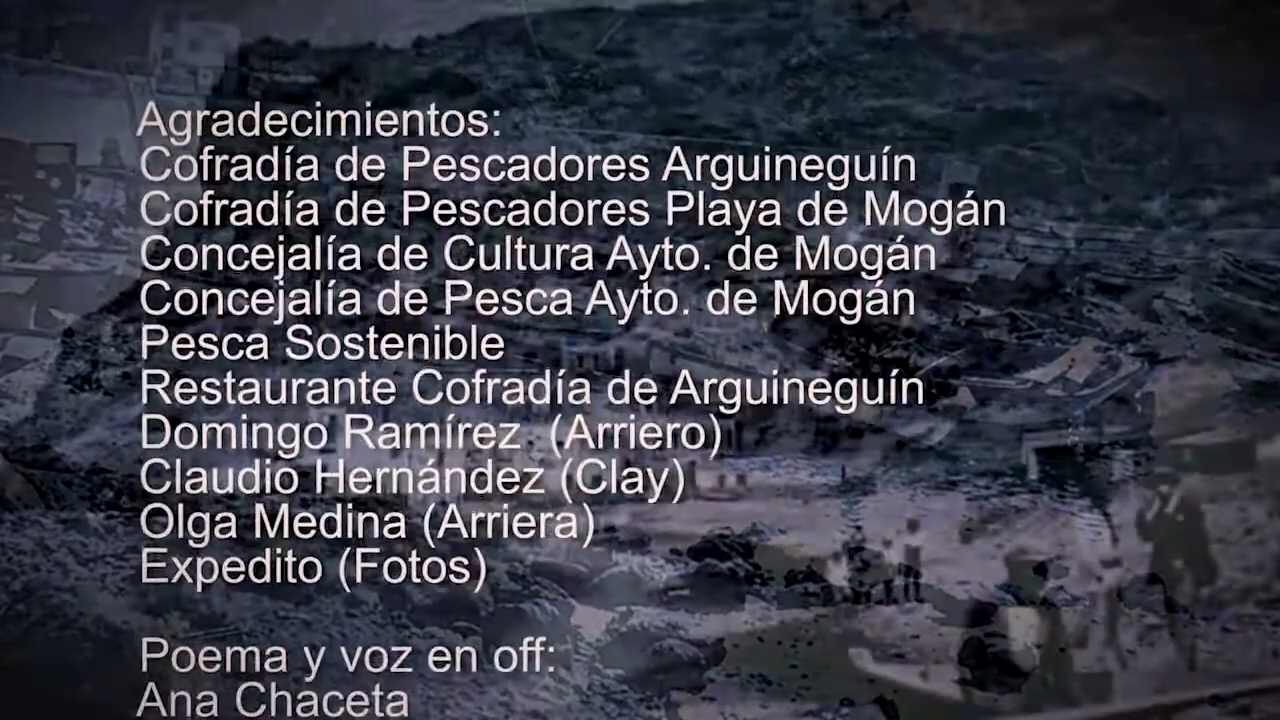 Agradecimientos:
Cofradía de Pescadores Arguineguín
Cofradía de Pescadores Playa de Mogán
Concejalía de Cultura Ayto. de Mogán
Concejalía de Pesca Ayto. de Mogán
Pesca Sostenible
Restaurante Cofradía de Arguineguín
Domingo Ramírez (Arriero)
Claudio Hernández (Clay)
Olga Medina (Arriera)
Expedito (Fotos)
Poema y voz en off:
Ana Chaceta